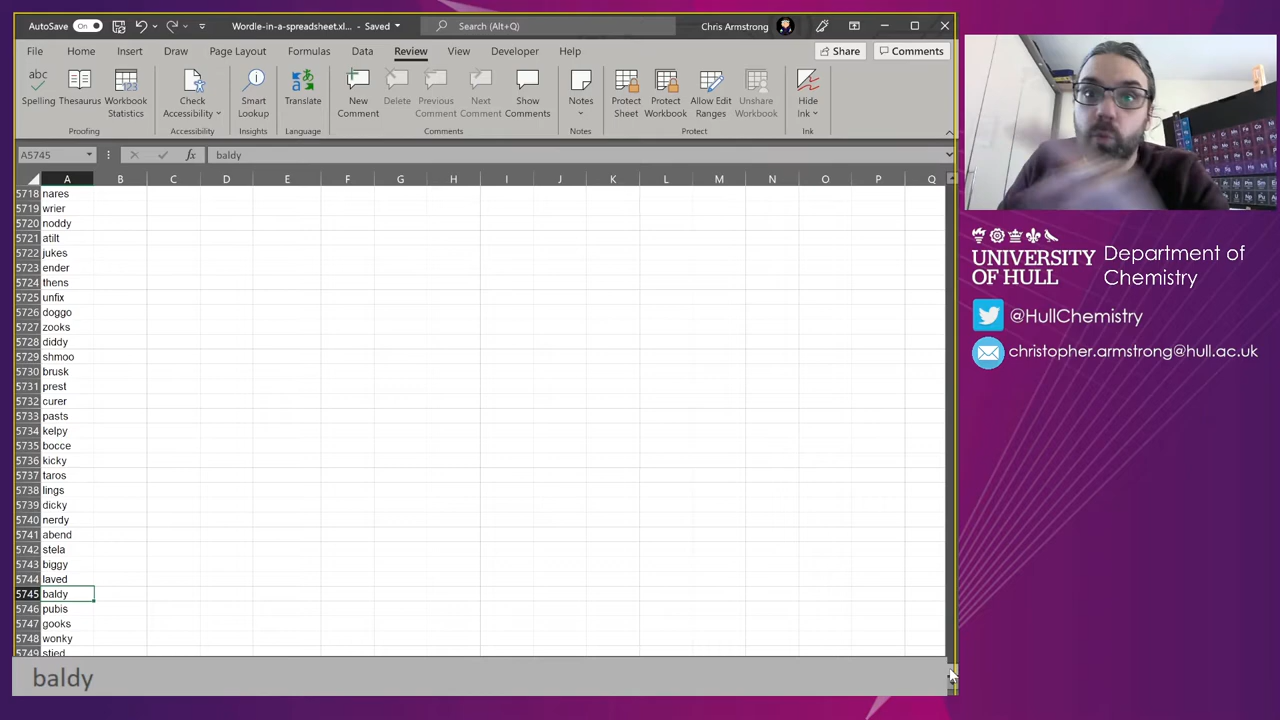 AutoSave On Wordle-in-a-spreadsheet.xl... - Saved Search (Alt+Q) Chris Armstrong
File Home Insert Draw Page Layout Formulas Data Review View Developer Help Share Comments
abc
123
Spelling Thesaurus Workbook Statistics Check Accessibility Smart Lookup Translate New Comment Delete Previous Comment Next Comment Show Comments Notes Protect Sheet Protect Workbook Allow Edit Ranges Unshare Workbook Hide Ink
Proofing Accessibility Insights Language Comments Notes Protect Ink
A5745 fx baldy
A B C D E F G H I J K L M N O P Q
5718 nares
5719 wrier
5720 noddy
5721 atilt
5722 jukes
5723 ender
5724 thens
5725 unfix
5726 doggo
5727 zooks
5728 diddy
5729 shmoo
5730 brusk
5731 prest
5732 curer
5733 pasts
5734 kelpy
5735 bocce
5736 kicky
5737 taros
5738 lings
5739 dicky
5740 nerdy
5741 abend
5742 stela
5743 biggy
5744 laved
5745 baldy
5746 pubis
5747 gooks
5748 wonky
5749 stied
baldy
UNIVERSITY OF HULL
Department of Chemistry
@HullChemistry
christopher.armstrong@hull.ac.uk